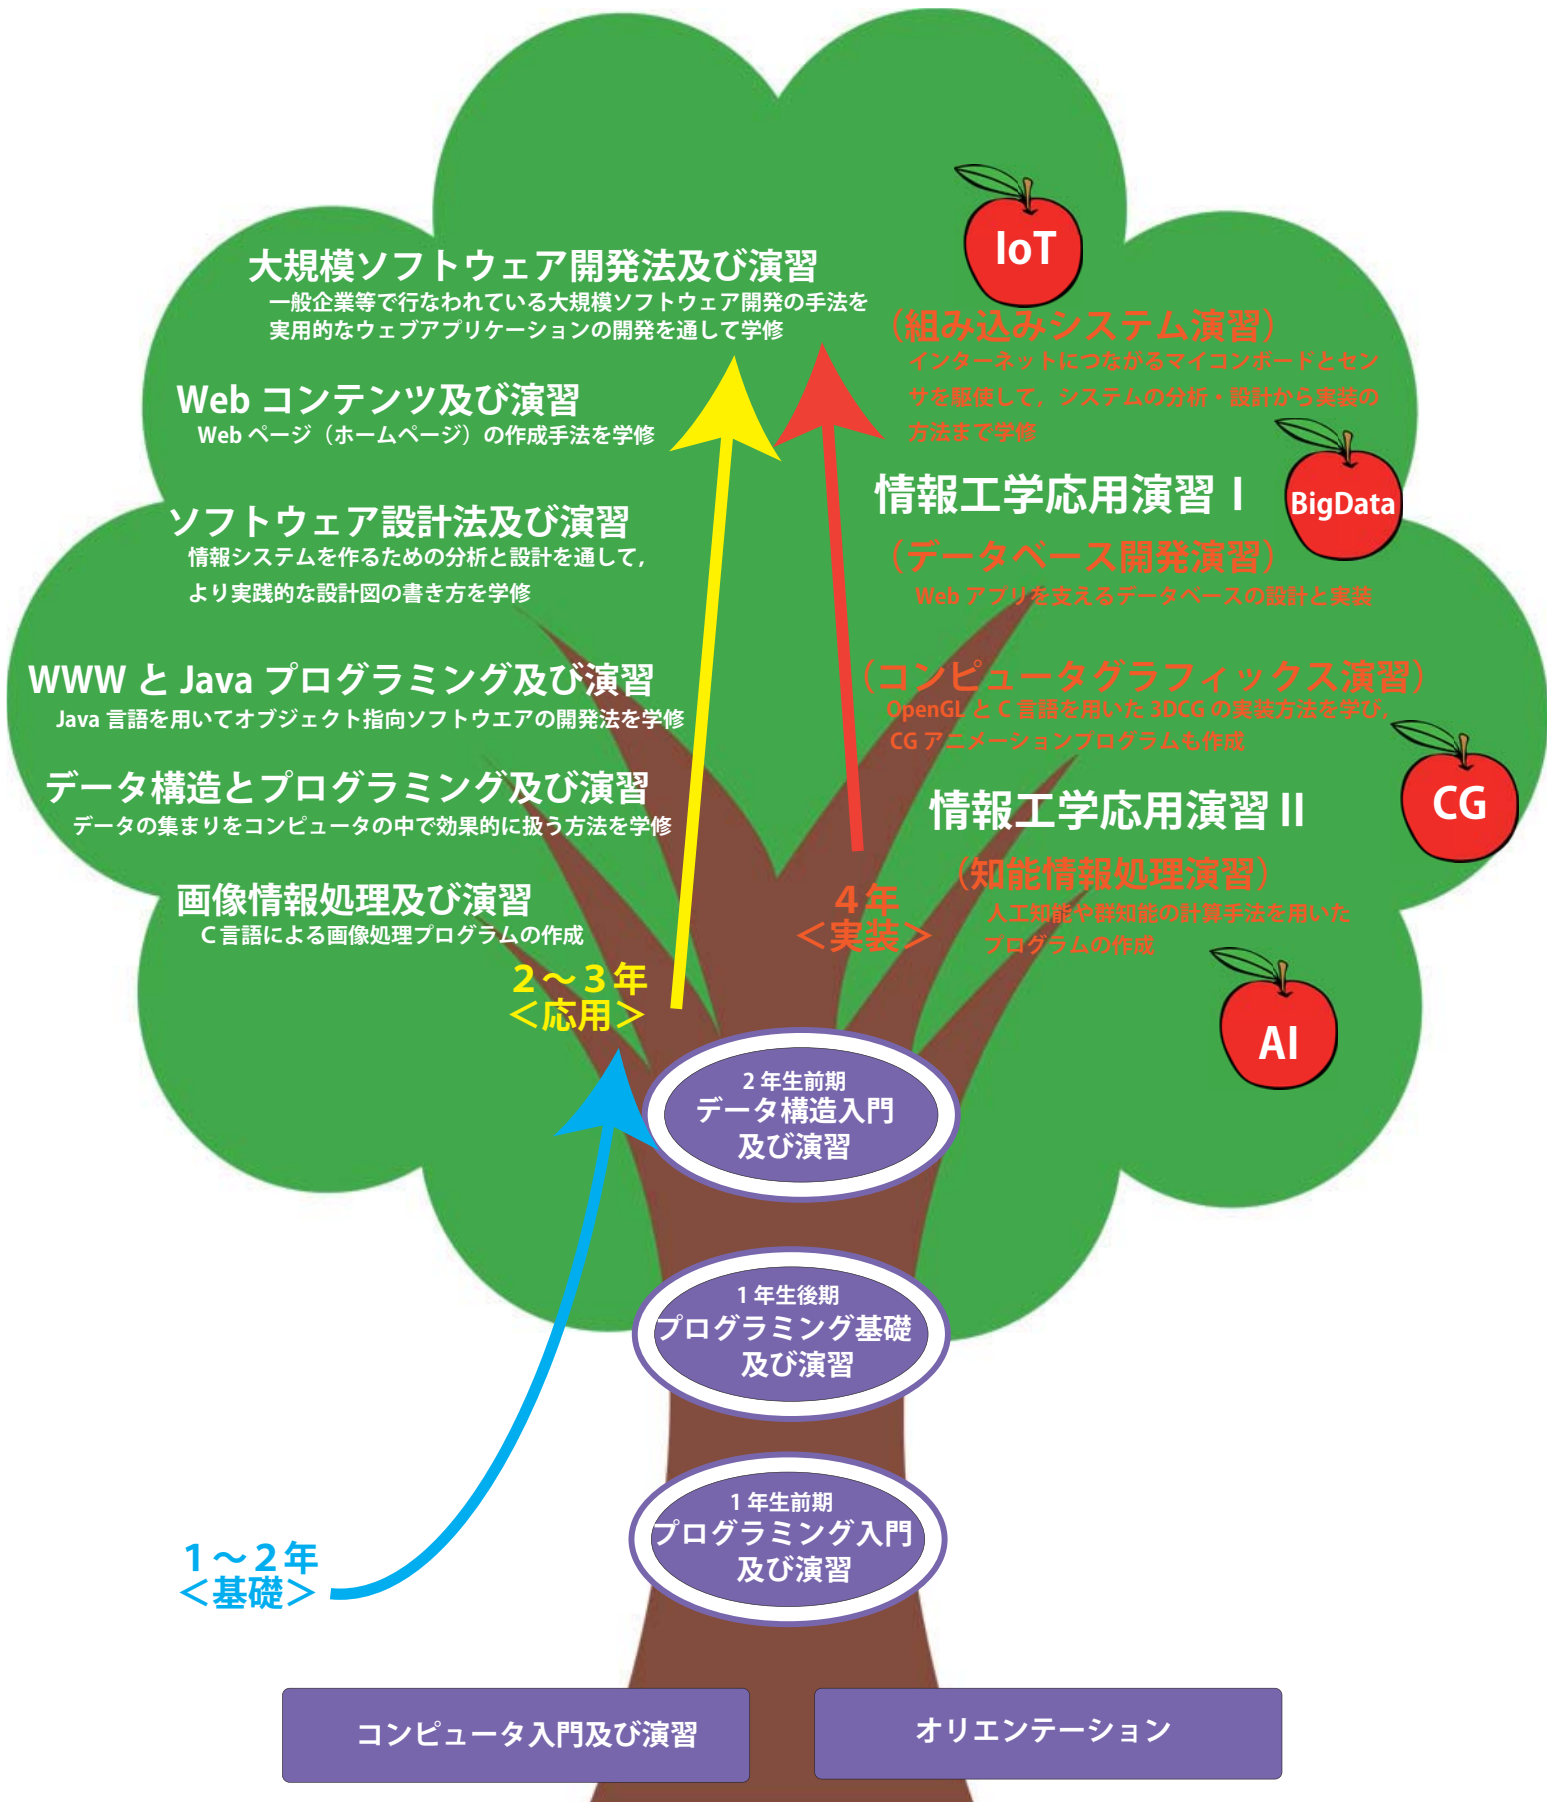 大規模ソフトウェア開発法及び演習
一般企業等で行なわれている大規模ソフトウェア開発の手法を
実用的なウェブアプリケーションの開発を通して学修
Web コンテンツ及び演習
Web ページ（ホームページ）の作成手法を学修
ソフトウェア設計法及び演習
情報システムを作るための分析と設計を通して，
より実践的な設計図の書き方を学修
WWW と Java プログラミング及び演習
Java 言語を用いてオブジェクト指向ソフトウエアの開発法を学修
データ構造とプログラミング及び演習
データの集まりをコンピュータの中で効果的に扱う方法を学修
画像情報処理及び演習
C 言語による画像処理プログラムの作成
２～３年
＜応用＞
IoT
（組み込みシステム演習）
インターネットにつながるマイコンボードとセン
サを駆使して，システムの分析・設計から実装の
方法まで学修
情報工学応用演習 Ⅰ
BigData
（データベース開発演習）
Web アプリを支えるデータベースの設計と実装
（コンピュータグラフィックス演習）
OpenGL と C 言語を用いた 3DCG の実装方法を学び，
CG アニメーションプログラムも作成
CG
情報工学応用演習 II
（知能情報処理演習）
人工知能や群知能の計算手法を用いた
プログラムの作成
AI
４年
＜実装＞
2 年生前期
データ構造入門
及び演習
1 年生後期
プログラミング基礎
及び演習
1 年生前期
プログラミング入門
及び演習
１～２年
＜基礎＞
コンピュータ入門及び演習
オリエンテーション